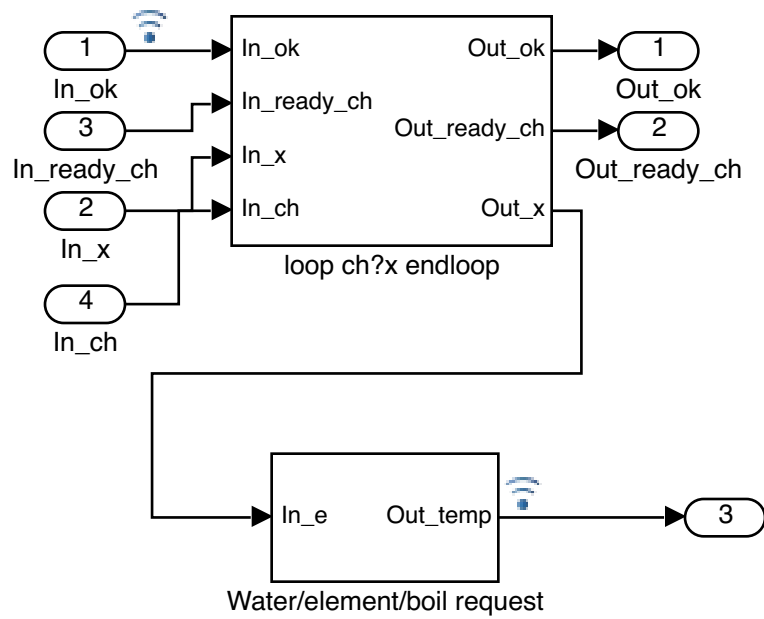 1
In_ok
3
In_ready_ch
2
In_x
4
In_ch
In_ok
In_ready_ch
In_x
In_ch
Out_ok
Out_ready_ch
Out_x
loop ch?x endloop
1
Out_ok
2
Out_ready_ch
In_e
Out_temp
Water/element/boil request
3